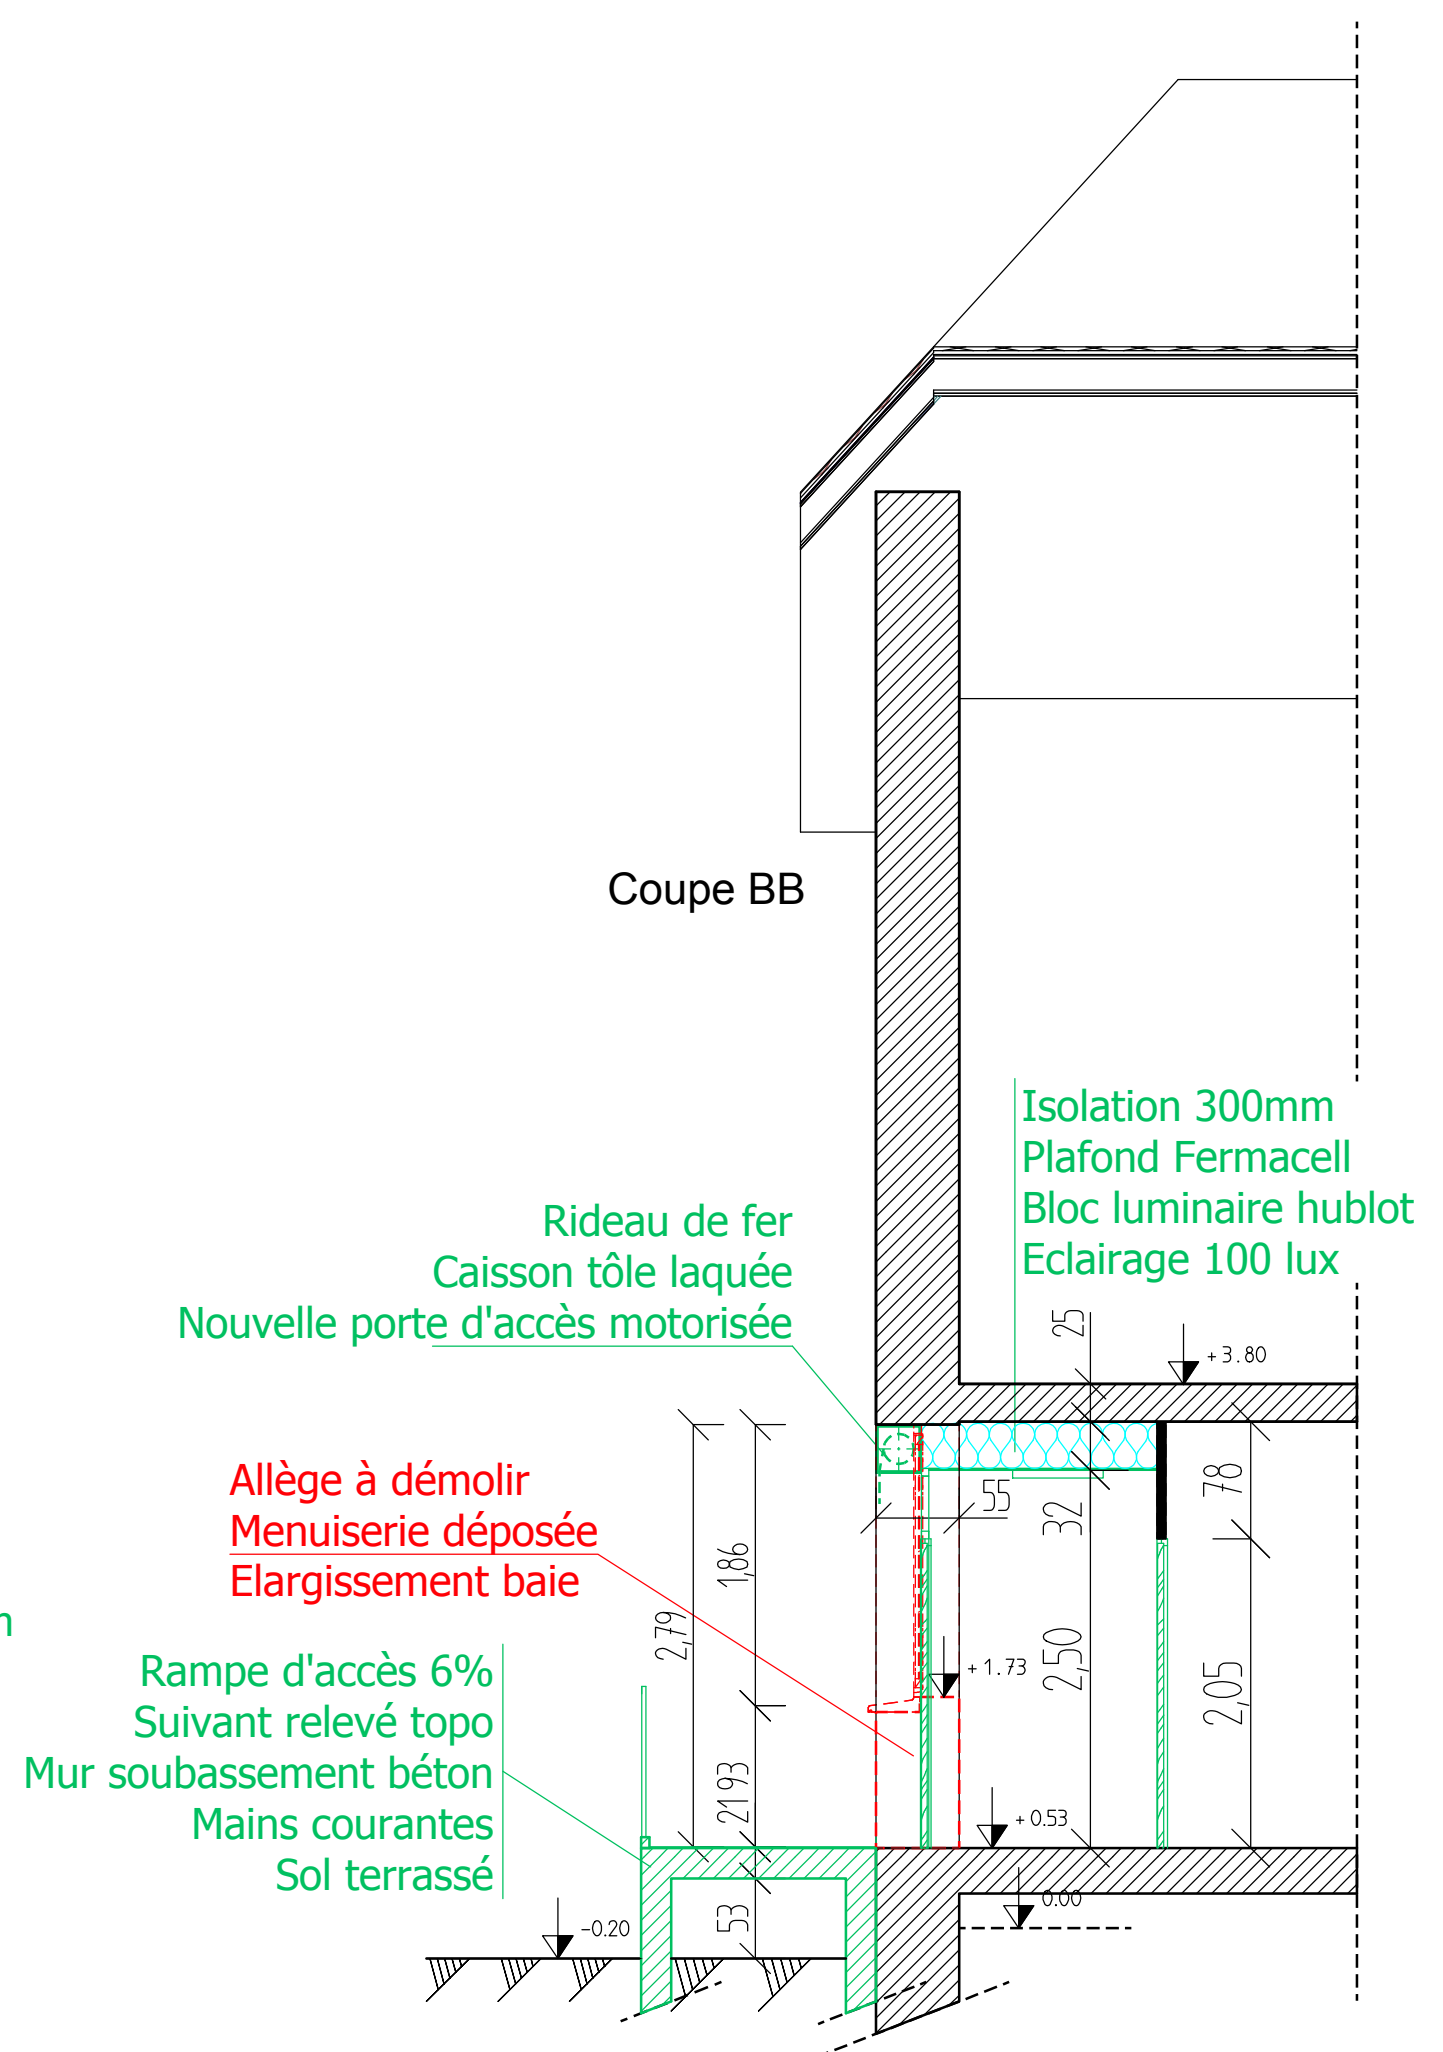 Coupe BB
Isolation 300mm
Plafond Fermacell
Bloc luminaire hublot
Eclairage 100 lux
Rideau de fer
Caisson tôle laquée
Nouvelle porte d'accès motorisée
25
+3.80
Allège à démolir
Menuiserie déposée
Elargissement baie
55
32
78
1,86
2,79
2,50
2,05
+1.73
Rampe d'accès 6%
Suivant relevé topo
Mur soubassement béton
Mains courantes
Sol terrassé
2193
+0.53
53
0.00
-0.20